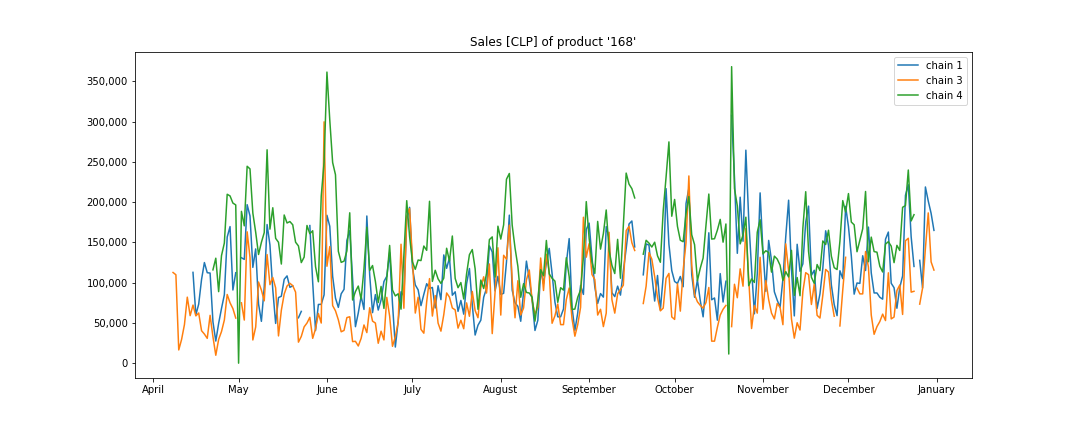 Sales [CLP] of product '168'
chain 1
chain 3
chain 4
350,000
300,000
250,000
200,000
150,000
100,000
50,000
0
April May June July August September October November December January